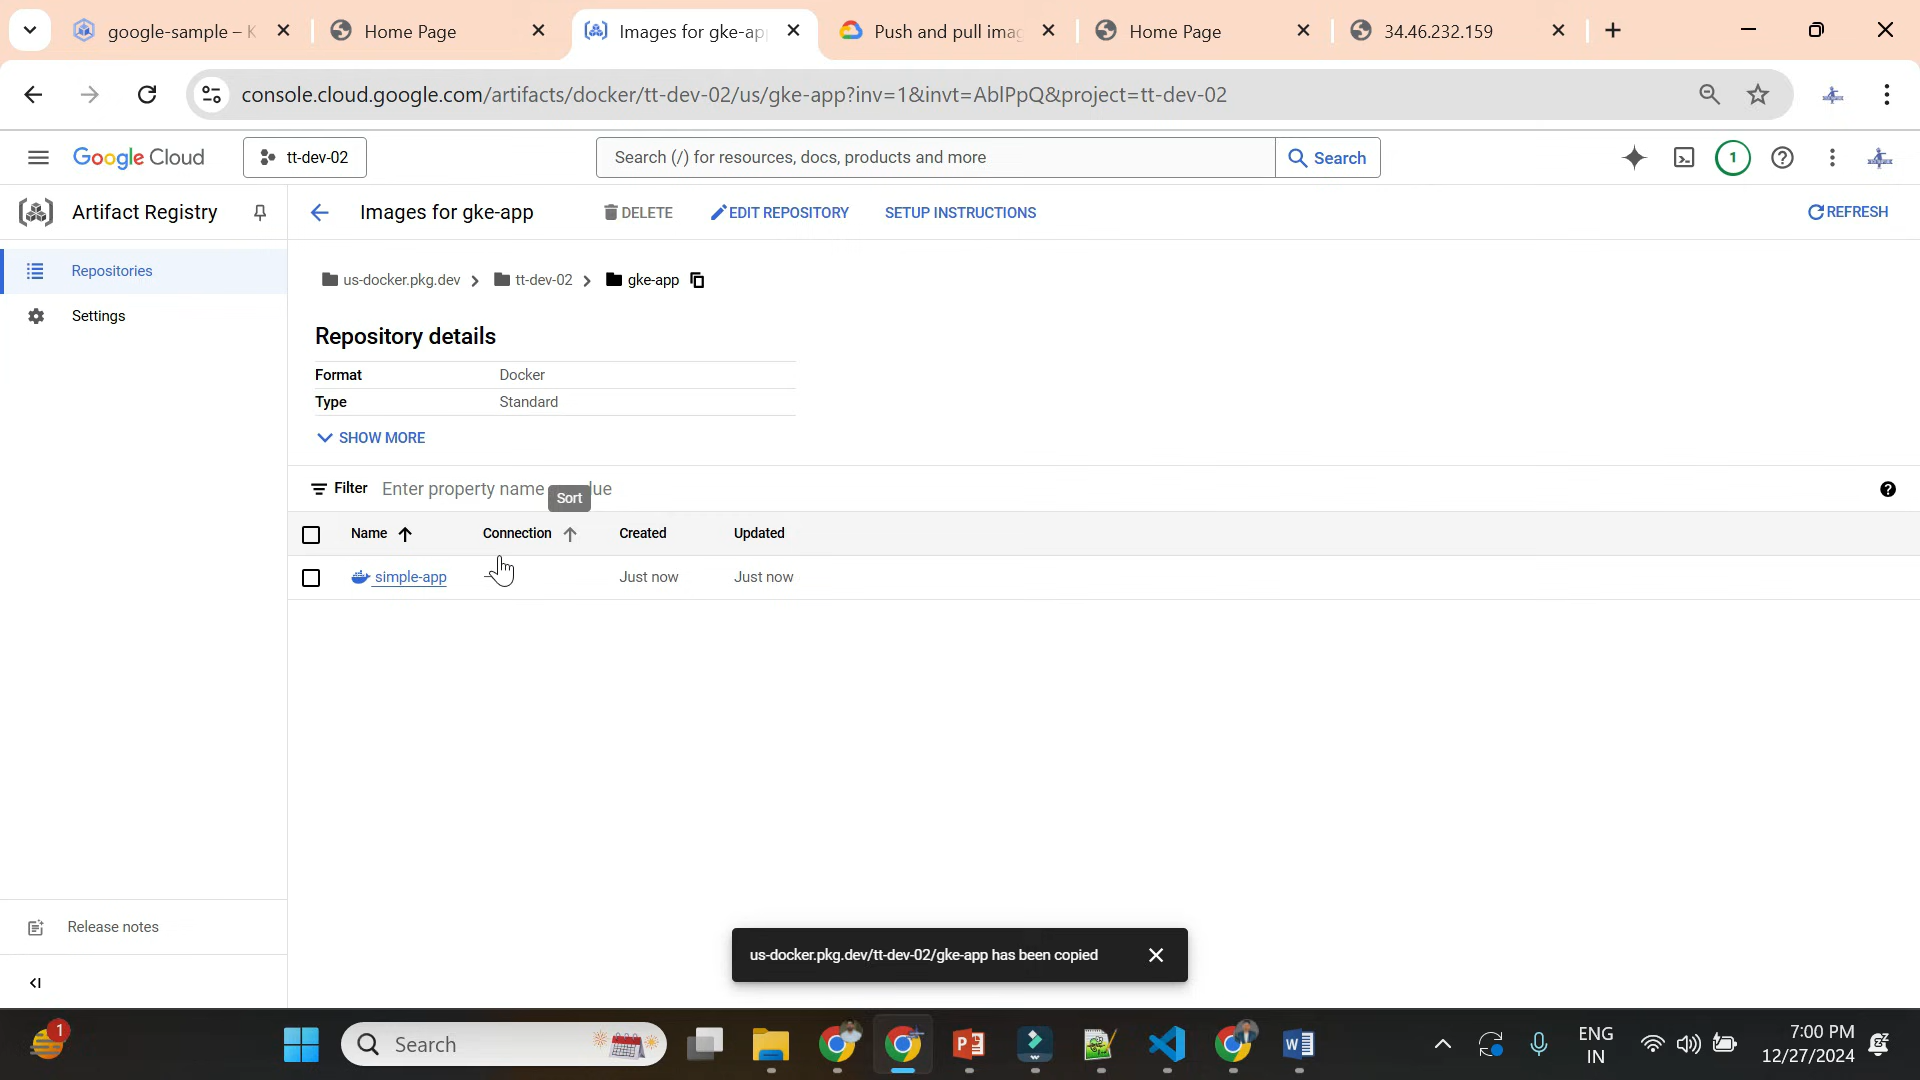 google-sample – K
Home Page
Images for gke-ap
Push and pull imag
Home Page
34.46.232.159
console.cloud.google.com/artifacts/docker/tt-dev-02/us/gke-app?inv=1&invt=AblPpQ&project=tt-dev-02
Google Cloud
tt-dev-02
Search (/) for resources, docs, products and more
Search
1
Artifact Registry
Images for gke-app
DELETE
EDIT REPOSITORY
SETUP INSTRUCTIONS
REFRESH
Repositories
Settings
us-docker.pkg.dev
tt-dev-02
gke-app
Repository details
Format
Docker
Type
Standard
SHOW MORE
Filter
Enter property name
lue
Sort
Name
Connection
Created
Updated
simple-app
Just now
Just now
Release notes
us-docker.pkg.dev/tt-dev-02/gke-app has been copied
1
Search
ENG
IN
7:00 PM
12/27/2024